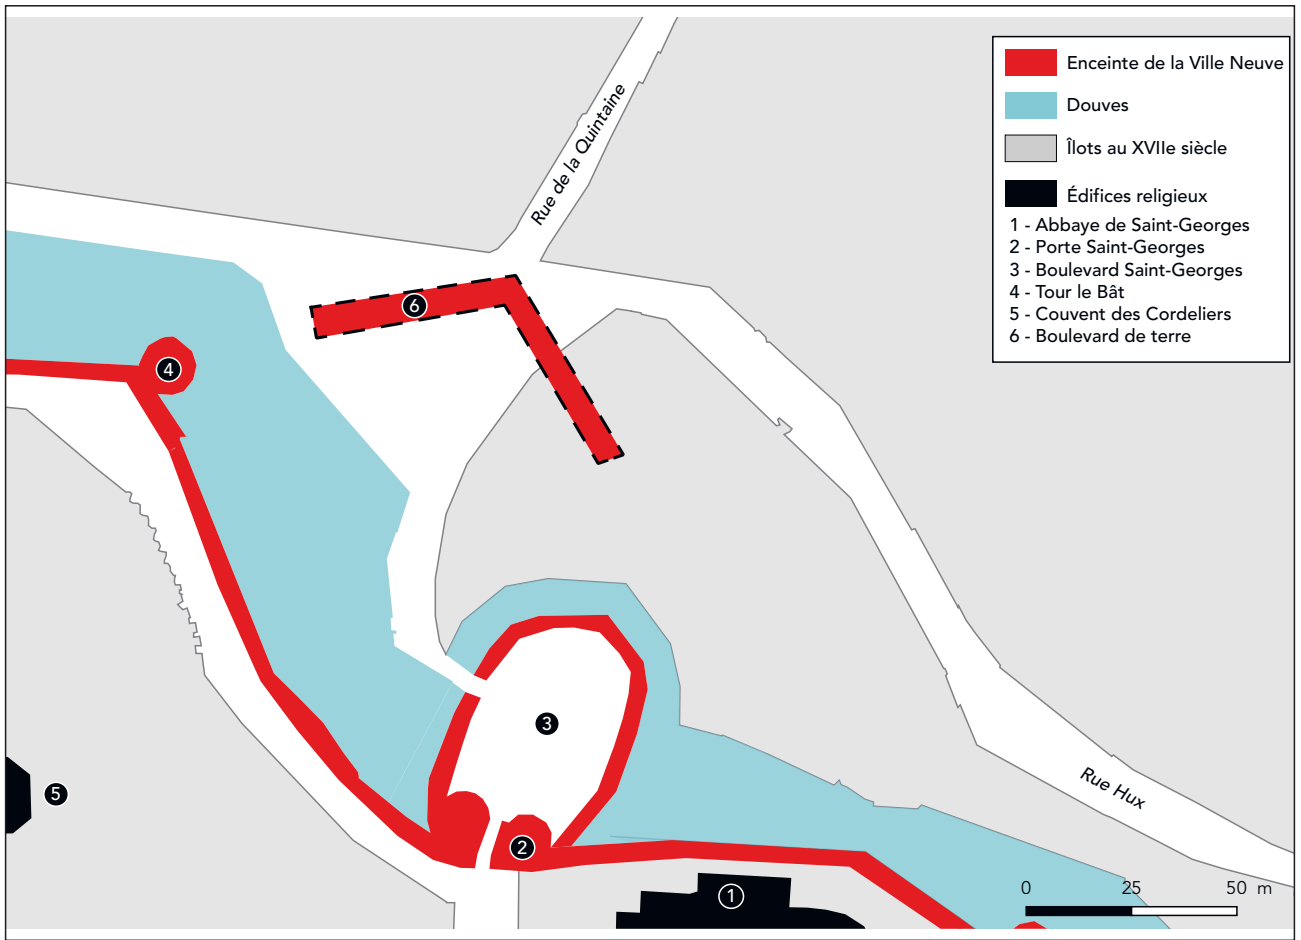 Enceinte de la Ville Neuve
Douves
Îlots au XVIIe siècle
Édifices religieux
1 - Abbaye de Saint-Georges
2 - Porte Saint-Georges
3 - Boulevard Saint-Georges
4 - Tour le Bât
5 - Couvent des Cordeliers
6 - Boulevard de terre
Rue de la Quintaine
6
4
3
5
2
1
Rue Hux
0 25 50 m